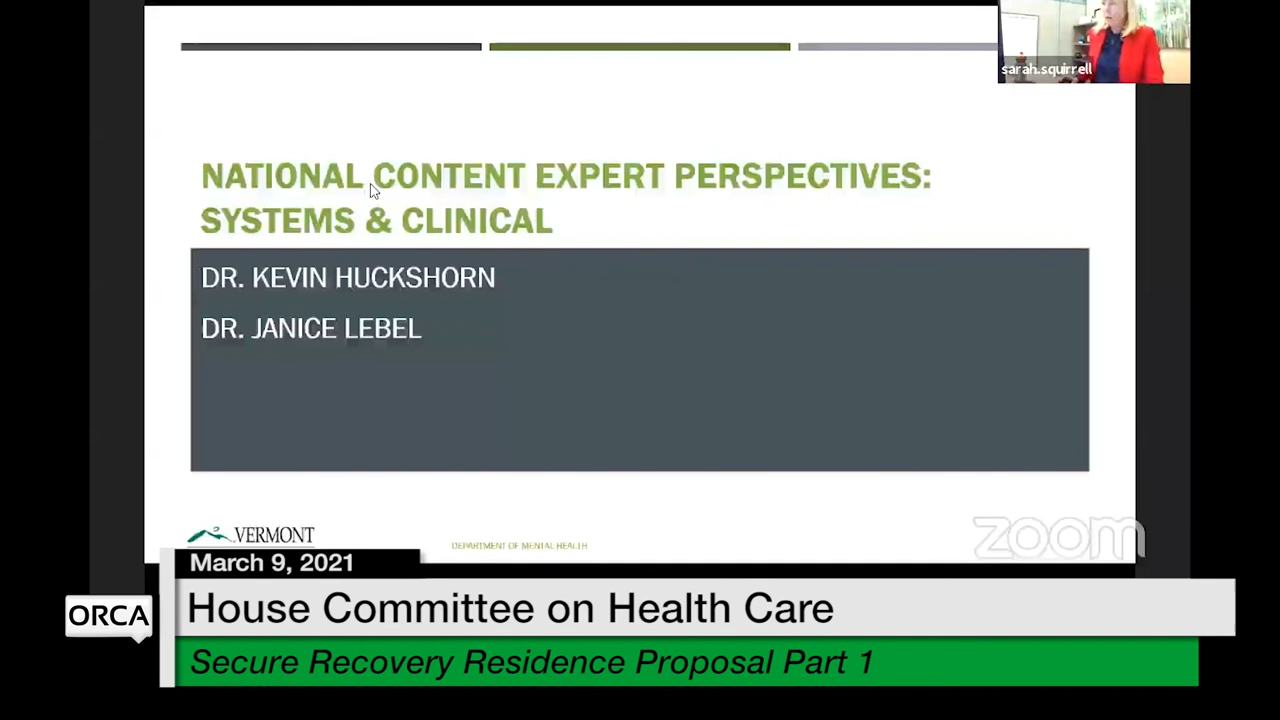 sarah.squirrell
NATIONAL CONTENT EXPERT PERSPECTIVES:
SYSTEMS & CLINICAL
DR. KEVIN HUCKSHORN
DR. JANICE LEBEL
VERMONT
DEPARTMENT OF MENTAL HEALTH
zoom
March 9, 2021
ORCA
House Committee on Health Care
Secure Recovery Residence Proposal Part 1